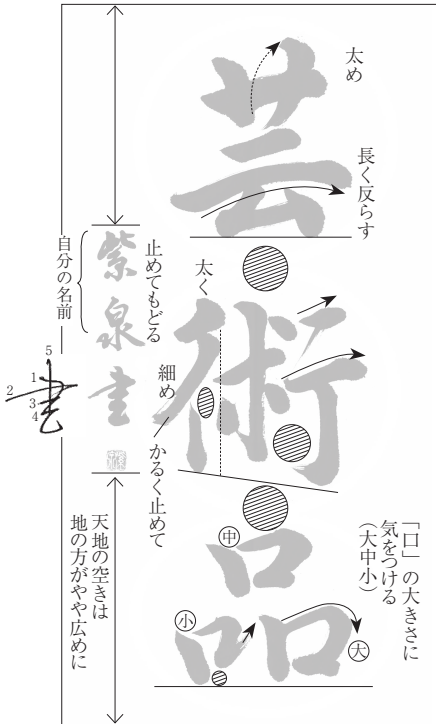 芸術品
太め
長く反らす
太く
細め
かるく止めて
止めてもどる
「口」の大きさに
気をつける
(大中小)
中
小
大
紫泉書
自分の名前
書
5
1
2
3
4
天地の空きは
地の方がやや広めに